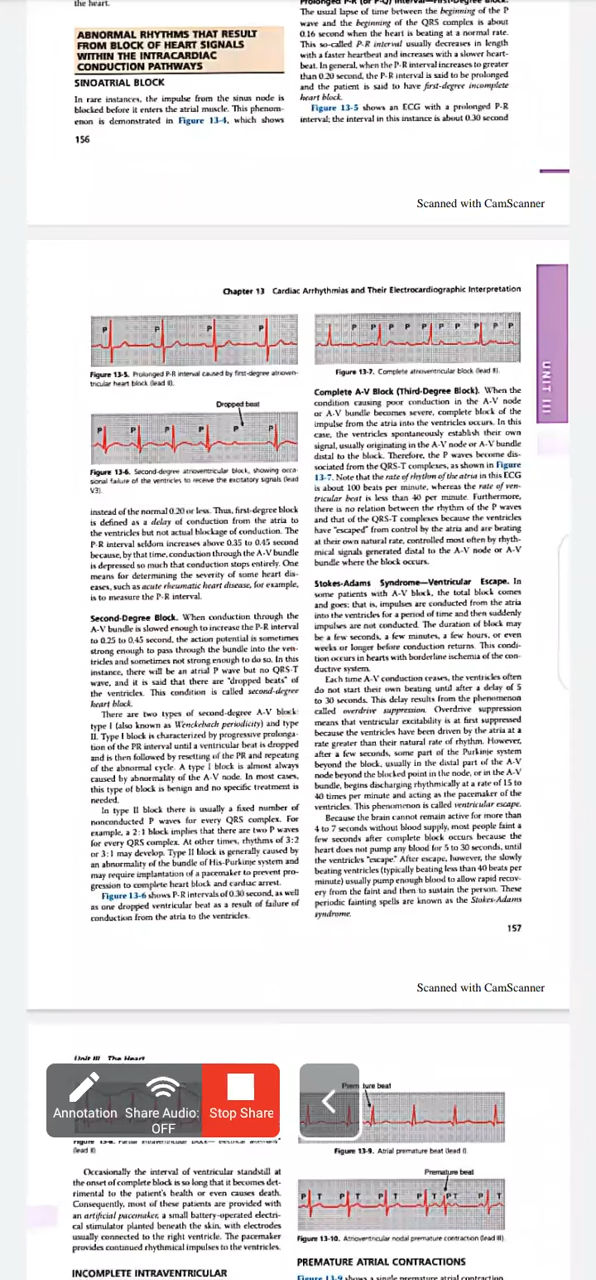 the heart.
ABNORMAL RHYTHMS THAT RESULT
FROM BLOCK OF HEART SIGNALS
WITHIN THE INTRACARDIAC
CONDUCTION PATHWAYS
SINOATRIAL BLOCK
In rare instances, the impulse from the sinus node is
blocked before it enters the atrial muscle. This phenom-
enon is demonstrated in Figure 13-4, which shows
156
Prolonged P-R (or P-Q) Interval—First-Degree Block.
The usual lapse of time between the beginning of the P
wave and the beginning of the QRS complex is about
0.16 second when the heart is beating at a normal rate.
This so-called P-R interval usually decreases in length
with a faster heartbeat and increases with a slower heart-
beat. In general, when the P-R interval increases to greater
than 0.20 second, the P-R interval is said to be prolonged
and the patient is said to have first-degree incomplete
heart block.
Figure 13-5 shows an ECG with a prolonged P-R
interval; the interval in this instance is about 0.30 second
Scanned with CamScanner
Chapter 13 Cardiac Arrhythmias and Their Electrocardiographic Interpretation
UNIT III
P P P P
Figure 13-5. Prolonged P-R interval caused by first-degree atrioven-
tricular heart block (lead II).
Dropped beat
P P P P P
Figure 13-6. Second-degree atrioventricular block, showing occa-
sional failure of the ventricles to receive the excitatory signals (lead
V3).
instead of the normal 0.20 or less. Thus, first-degree block
is defined as a delay of conduction from the atria to
the ventricles but not actual blockage of conduction. The
P-R interval seldom increases above 0.35 to 0.45 second
because, by that time, conduction through the A-V bundle
is depressed so much that conduction stops entirely. One
means for determining the severity of some heart dis-
eases, such as acute rheumatic heart disease, for example,
is to measure the P-R interval.
Second-Degree Block. When conduction through the
A-V bundle is slowed enough to increase the P-R interval
to 0.25 to 0.45 second, the action potential is sometimes
strong enough to pass through the bundle into the ven-
tricles and sometimes not strong enough to do so. In this
instance, there will be an atrial P wave but no QRS-T
wave, and it is said that there are "dropped beats" of
the ventricles. This condition is called second-degree
heart block.
There are two types of second-degree A-V block:
type I (also known as Wenckebach periodicity) and type
II. Type I block is characterized by progressive prolonga-
tion of the PR interval until a ventricular beat is dropped
and is then followed by resetting of the PR and repeating
of the abnormal cycle. A type I block is almost always
caused by abnormality of the A-V node. In most cases,
this type of block is benign and no specific treatment is
needed.
In type II block there is usually a fixed number of
nonconducted P waves for every QRS complex. For
example, a 2:1 block implies that there are two P waves
for every QRS complex. At other times, rhythms of 3:2
or 3:1 may develop. Type II block is generally caused by
an abnormality of the bundle of His-Purkinje system and
may require implantation of a pacemaker to prevent pro-
gression to complete heart block and cardiac arrest.
Figure 13-6 shows P-R intervals of 0.30 second, as well
as one dropped ventricular beat as a result of failure of
conduction from the atria to the ventricles.
P P P P P P P P
Figure 13-7. Complete atrioventricular block (lead II).
Complete A-V Block (Third-Degree Block). When the
condition causing poor conduction in the A-V node
or A-V bundle becomes severe, complete block of the
impulse from the atria into the ventricles occurs. In this
case, the ventricles spontaneously establish their own
signal, usually originating in the A-V node or A-V bundle
distal to the block. Therefore, the P waves become dis-
sociated from the QRS-T complexes, as shown in Figure
13-7. Note that the rate of rhythm of the atria in this ECG
is about 100 beats per minute, whereas the rate of ven-
tricular beat is less than 40 per minute. Furthermore,
there is no relation between the rhythm of the P waves
and that of the QRS-T complexes because the ventricles
have "escaped" from control by the atria and are beating
at their own natural rate, controlled most often by rhyth-
mical signals generated distal to the A-V node or A-V
bundle where the block occurs.
Stokes-Adams Syndrome—Ventricular Escape. In
some patients with A-V block, the total block comes
and goes; that is, impulses are conducted from the atria
into the ventricles for a period of time and then suddenly
impulses are not conducted. The duration of block may
be a few seconds, a few minutes, a few hours, or even
weeks or longer before conduction returns. This condi-
tion occurs in hearts with borderline ischemia of the con-
ductive system.
Each time A-V conduction ceases, the ventricles often
do not start their own beating until after a delay of 5
to 30 seconds. This delay results from the phenomenon
called overdrive suppression. Overdrive suppression
means that ventricular excitability is at first suppressed
because the ventricles have been driven by the atria at a
rate greater than their natural rate of rhythm. However,
after a few seconds, some part of the Purkinje system
beyond the block, usually in the distal part of the A-V
node beyond the blocked point in the node, or in the A-V
bundle, begins discharging rhythmically at a rate of 15 to
40 times per minute and acting as the pacemaker of the
ventricles. This phenomenon is called ventricular escape.
Because the brain cannot remain active for more than
4 to 7 seconds without blood supply, most people faint a
few seconds after complete block occurs because the
heart does not pump any blood for 5 to 30 seconds, until
the ventricles "escape." After escape, however, the slowly
beating ventricles (typically beating less than 40 beats per
minute) usually pump enough blood to allow rapid recov-
ery from the faint and then to sustain the person. These
periodic fainting spells are known as the Stokes-Adams
syndrome.
157
Scanned with CamScanner
Unit III The Heart
Annotation Share Audio: OFF Stop Share
(lead II)
Occasionally the interval of ventricular standstill at
the onset of complete block is so long that it becomes det-
rimental to the patient's health or even causes death.
Consequently, most of these patients are provided with
an artificial pacemaker, a small battery-operated electri-
cal stimulator planted beneath the skin, with electrodes
usually connected to the right ventricle. The pacemaker
provides continued rhythmical impulses to the ventricles.
INCOMPLETE INTRAVENTRICULAR
beat
Figure 13-9. Atrial premature beat (lead I).
Premature beat
P T P T P T P T P T P T
Figure 13-10. Atrioventricular nodal premature contraction (lead III).
PREMATURE ATRIAL CONTRACTIONS
Figure 13-9 shows a single premature atrial contraction